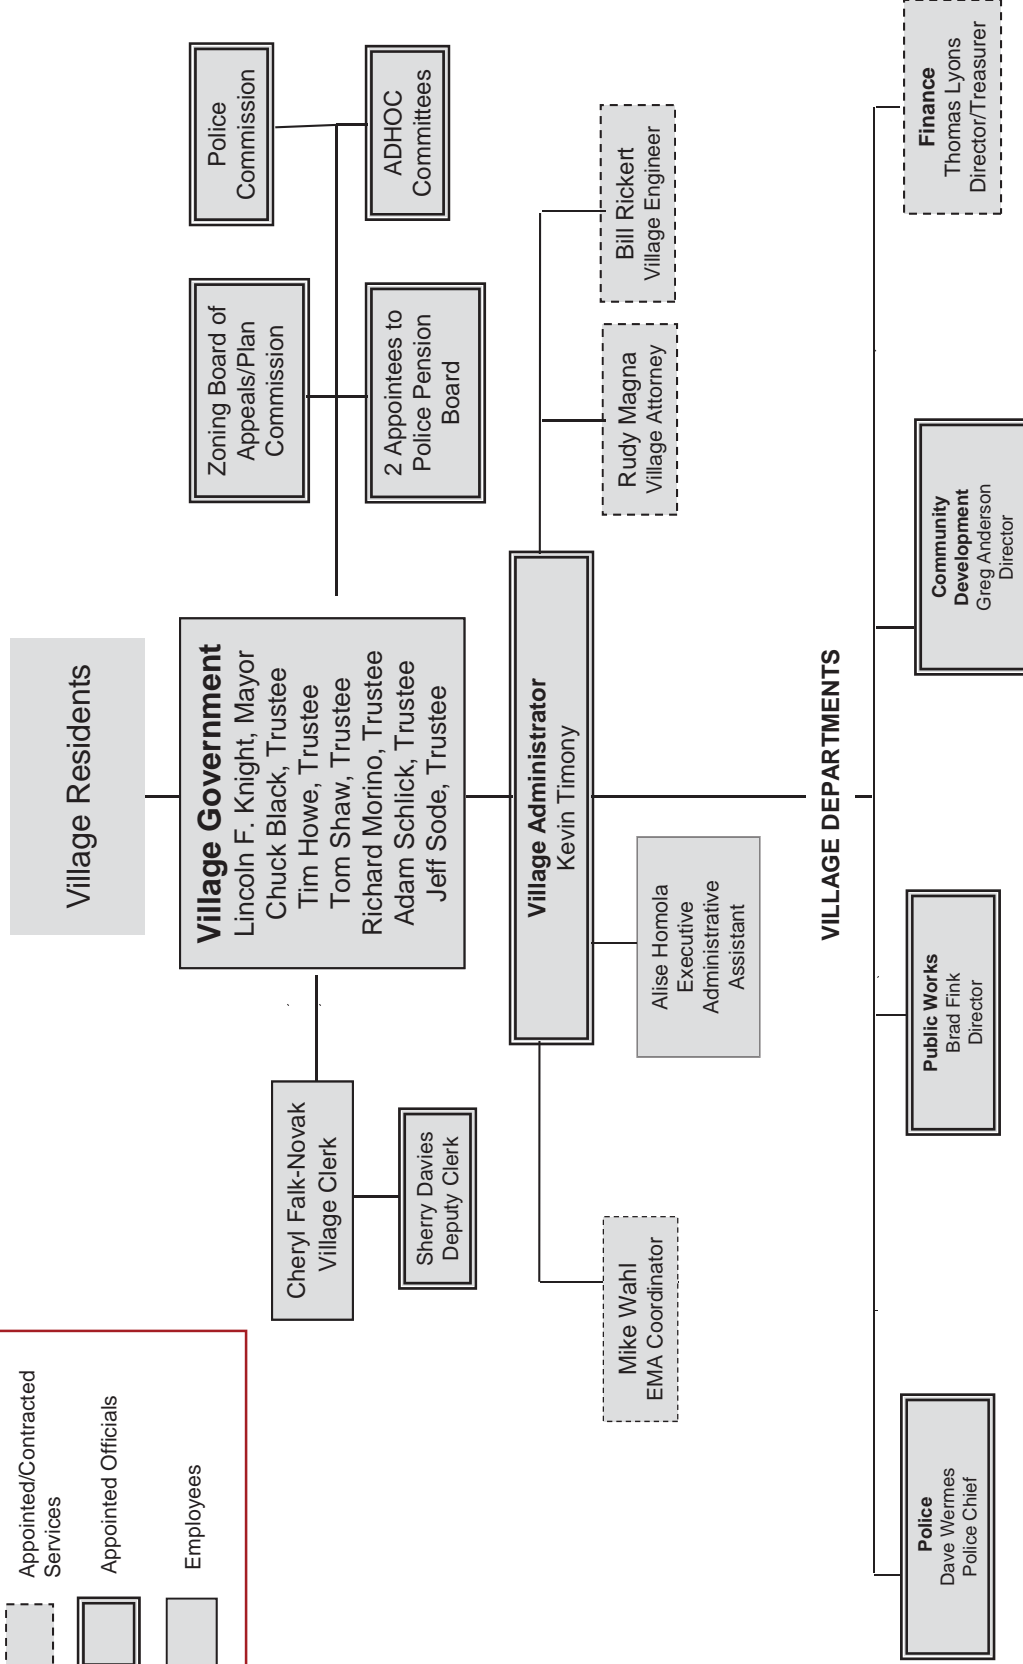 Village Residents
Village Government
Lincoln F. Knight, Mayor
Chuck Black, Trustee
Tim Howe, Trustee
Tom Shaw, Trustee
Richard Morino, Trustee
Adam Schlick, Trustee
Jeff Sode, Trustee
Zoning Board of
Appeals/Plan
Commission
Police
Commission
2 Appointees to
Police Pension
Board
ADHOC
Committees
Cheryl Falk-Novak
Village Clerk
Sherry Davies
Deputy Clerk
Appointed/Contracted
Services
Appointed Officials
Employees
Village Administrator
Kevin Timony
Mike Wahl
EMA Coordinator
Alise Homola
Executive
Administrative
Assistant
Rudy Magna
Village Attorney
Bill Rickert
Village Engineer
VILLAGE DEPARTMENTS
Police
Dave Wermes
Police Chief
Public Works
Brad Fink
Director
Community
Development
Greg Anderson
Director
Finance
Thomas Lyons
Director/Treasurer